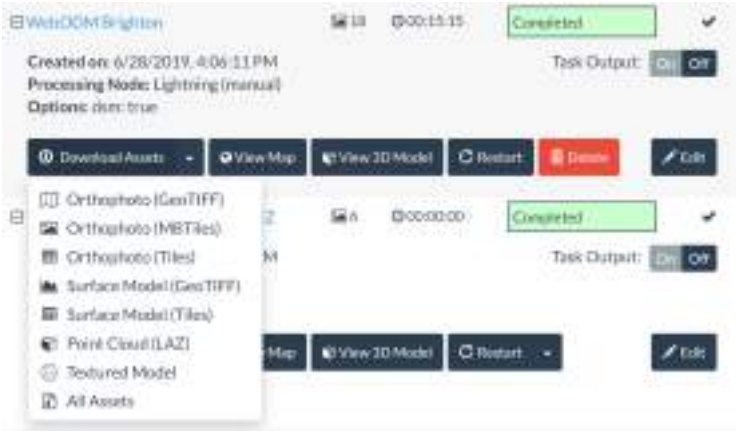 WebODM Brighton 18 00:15:15 Completed
Created on: 6/28/2019, 4:06:11 PM
Task Output: On Off
Processing Node: Lightning (manual)
Options: dsm: true
Download Assets View Map View 3D Model Restart Delete Edit
Orthophoto (GeoTIFF)
6 00:00:00 Completed
Orthophoto (MBTiles)
Orthophoto (Tiles)
M Task Output: On Off
Surface Model (GeoTIFF)
Surface Model (Tiles)
Point Cloud (LAZ)
Map View 3D Model Restart Edit
Textured Model
All Assets